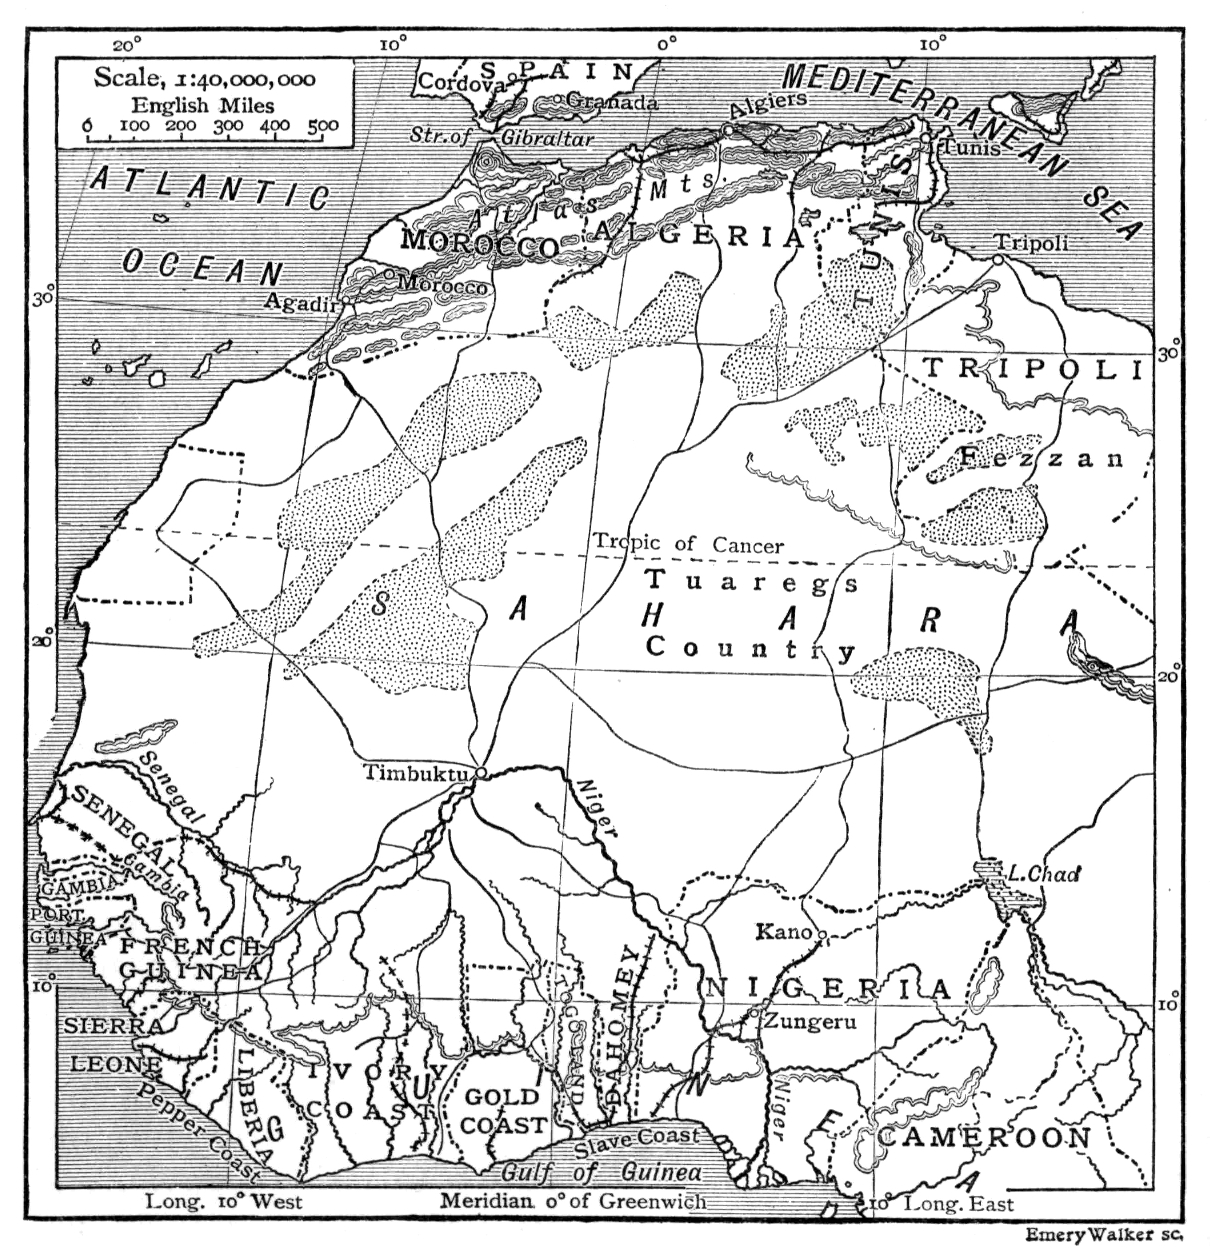 20°
10°
0°
10°
Scale, 1:40,000,000
English Miles
0 100 200 300 400 500
SPAIN
Cordova
Granada
MEDITERRANEAN SEA
Algiers
Str. of Gibraltar
Tunis
ATLANTIC
OCEAN
Atlas Mts.
MOROCCO
ALGERIA
TUNIS
Tripoli
Morocco
Agadir
30°
30°
TRIPOLI
Fezzan
Tropic of Cancer
Tuaregs
SAHARA
Country
20°
20°
Timbuktu
Senegal
Niger
SENEGAL
Gambia
GAMBIA
PORT.
GUINEA
FRENCH
GUINEA
L. Chad
Kano
NIGERIA
10°
10°
Zungeru
SIERRA
LEONE
LIBERIA
IVORY
COAST
GOLD
COAST
TOGOLAND
DAHOMEY
Niger
CAMEROON
GUINEA
Pepper Coast
Slave Coast
Gulf of Guinea
Long. 10° West
Meridian 0° of Greenwich
10° Long. East
Emery Walker sc.